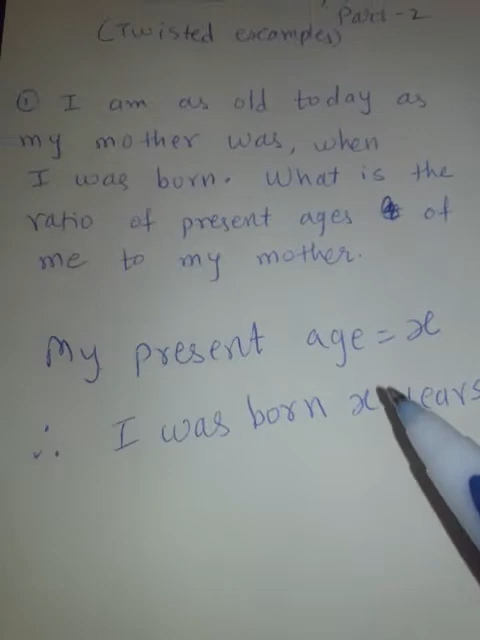 Part-2
(Twisted examples)
① I am as old today as
my mother was, when
I was born. What is the
ratio of present ages of
me to my mother.
My present age = x
∴ I was born x years